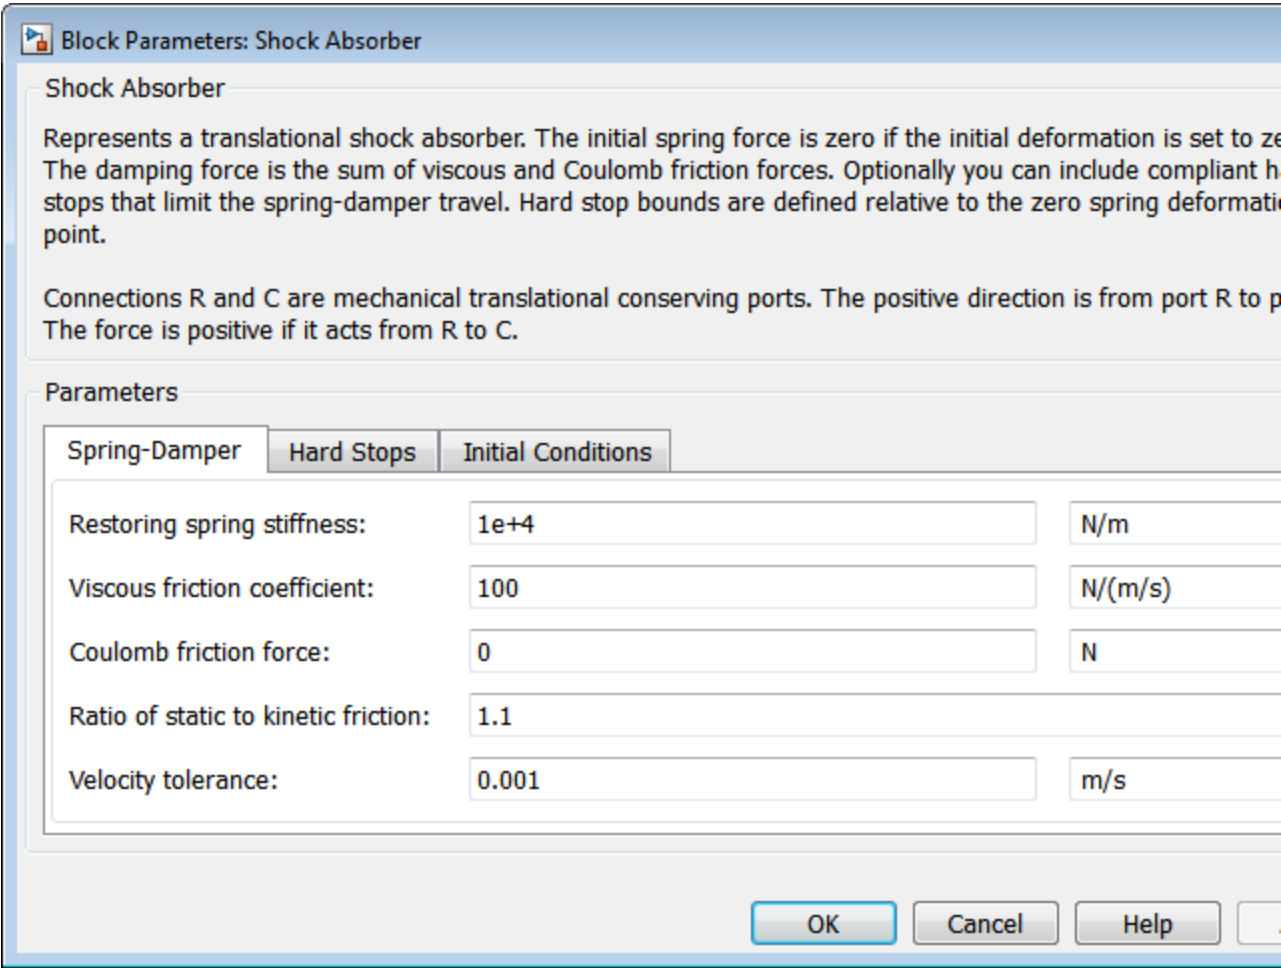 Block Parameters: Shock Absorber
Shock Absorber
Represents a translational shock absorber. The initial spring force is zero if the initial deformation is set to
The damping force is the sum of viscous and Coulomb friction forces. Optionally you can include compliant
stops that limit the spring-damper travel. Hard stop bounds are defined relative to the zero spring
point.
Connections R and C are mechanical translational conserving ports. The positive direction is from port R to
The force is positive if it acts from R to C.
Parameters
Spring-Damper Hard Stops Initial Conditions
Restoring spring stiffness: 1e+4 N/m
Viscous friction coefficient: 100 N/(m/s)
Coulomb friction force: 0 N
Ratio of static to kinetic friction: 1.1
Velocity tolerance: 0.001 m/s
OK Cancel Help